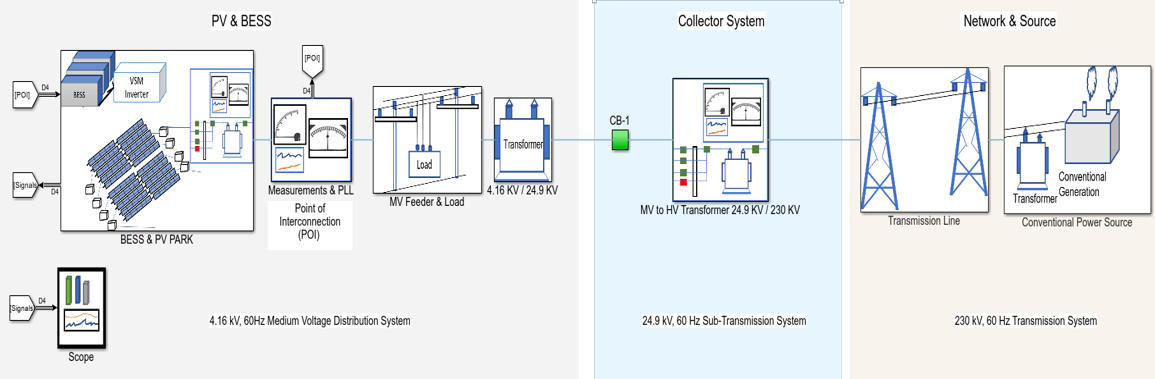 PV & BESS
Collector System
Network & Source
[POI]
[POI]
D4
D4
BESS
VSM
Inverter
CB-1
Load
Transformer
[Signals]
D4
Measurements & PLL
4.16 KV / 24.9 KV
MV Feeder & Load
Point of
Interconnection
(POI)
BESS & PV PARK
MV to HV Transformer 24.9 KV / 230 KV
Transmission Line
Conventional
Generation
Transformer
Conventional Power Source
[Signals]
D4
Scope
4.16 kV, 60Hz Medium Voltage Distribution System
24.9 kV, 60 Hz Sub-Transmission System
230 kV, 60 Hz Transmission System